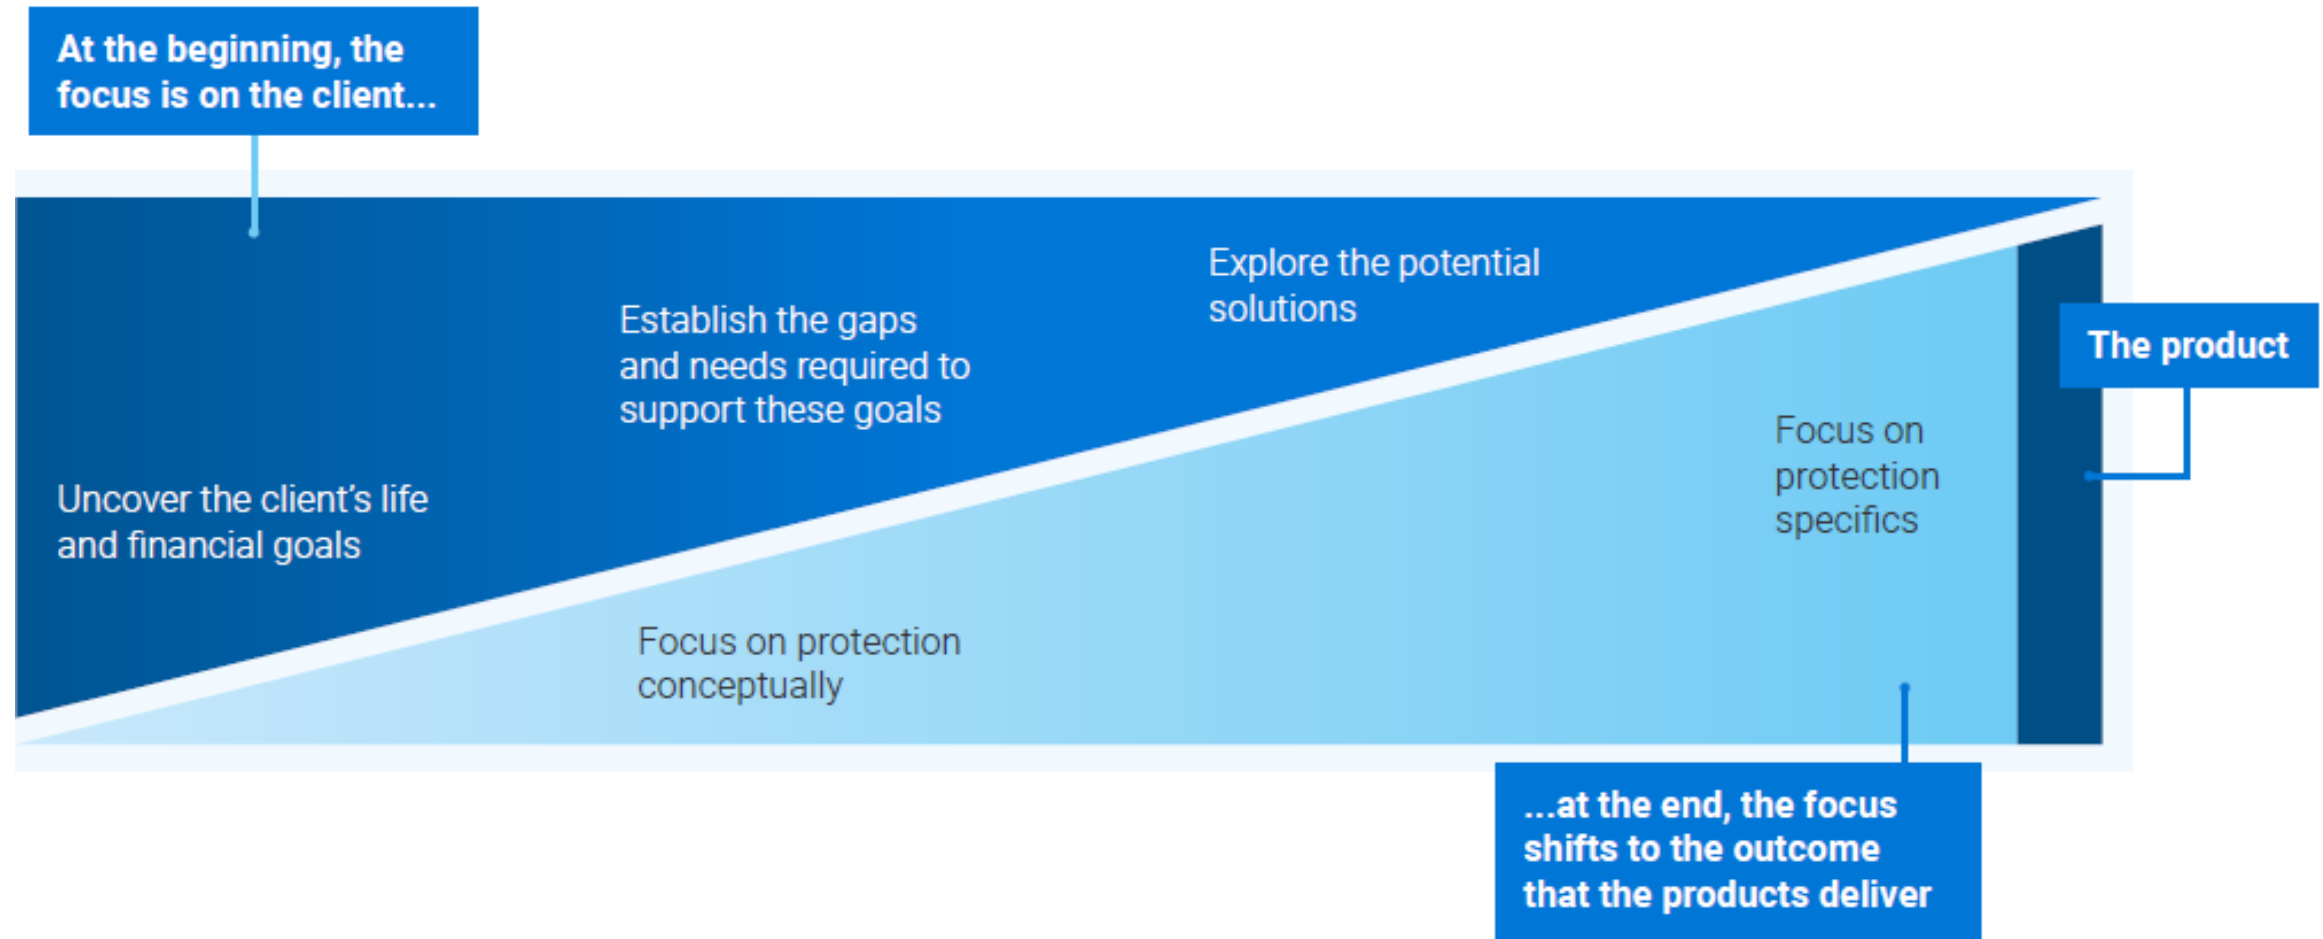 At the beginning, the
focus is on the client...
Uncover the client's life
and financial goals
Establish the gaps
and needs required to
support these goals
Explore the potential
solutions
Focus on protection
conceptually
Focus on
protection
specifics
The product
...at the end, the focus
shifts to the outcome
that the products deliver